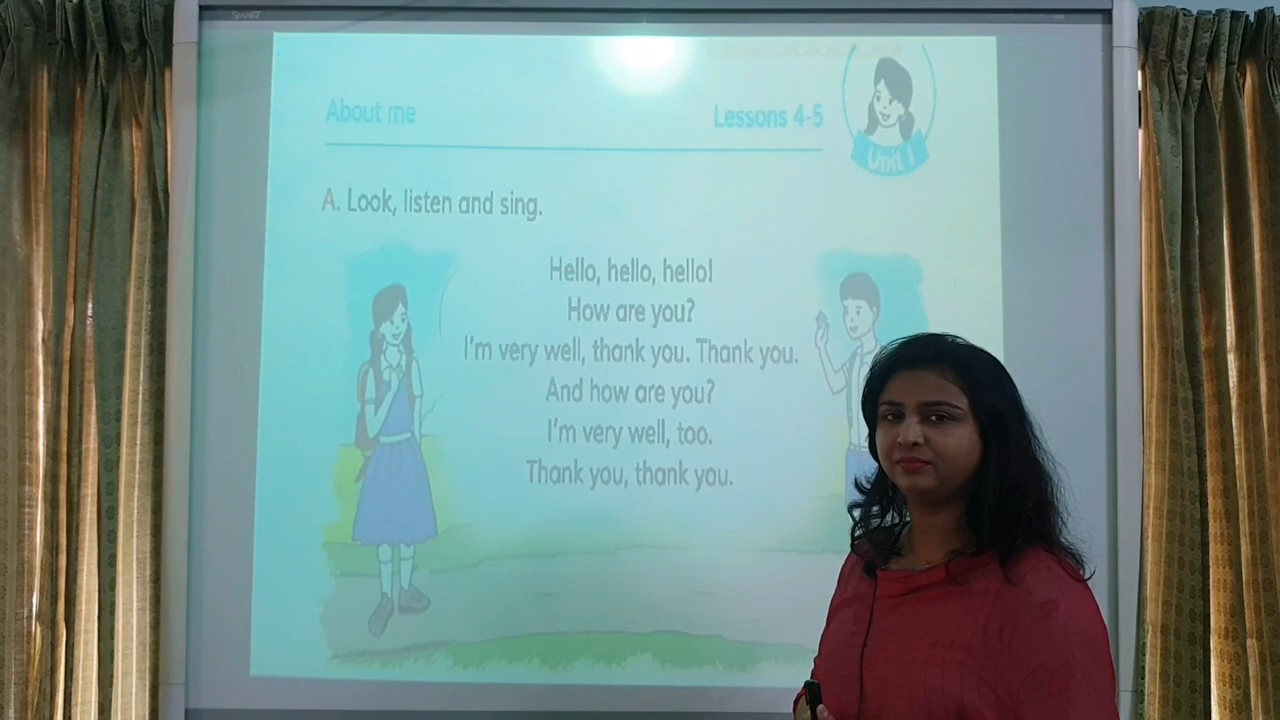 SMART
About me
Lessons 4-5
Unit 1
A. Look, listen and sing.
Hello, hello, hello!
How are you?
I'm very well, thank you. Thank you.
And how are you?
I'm very well, too.
Thank you, thank you.